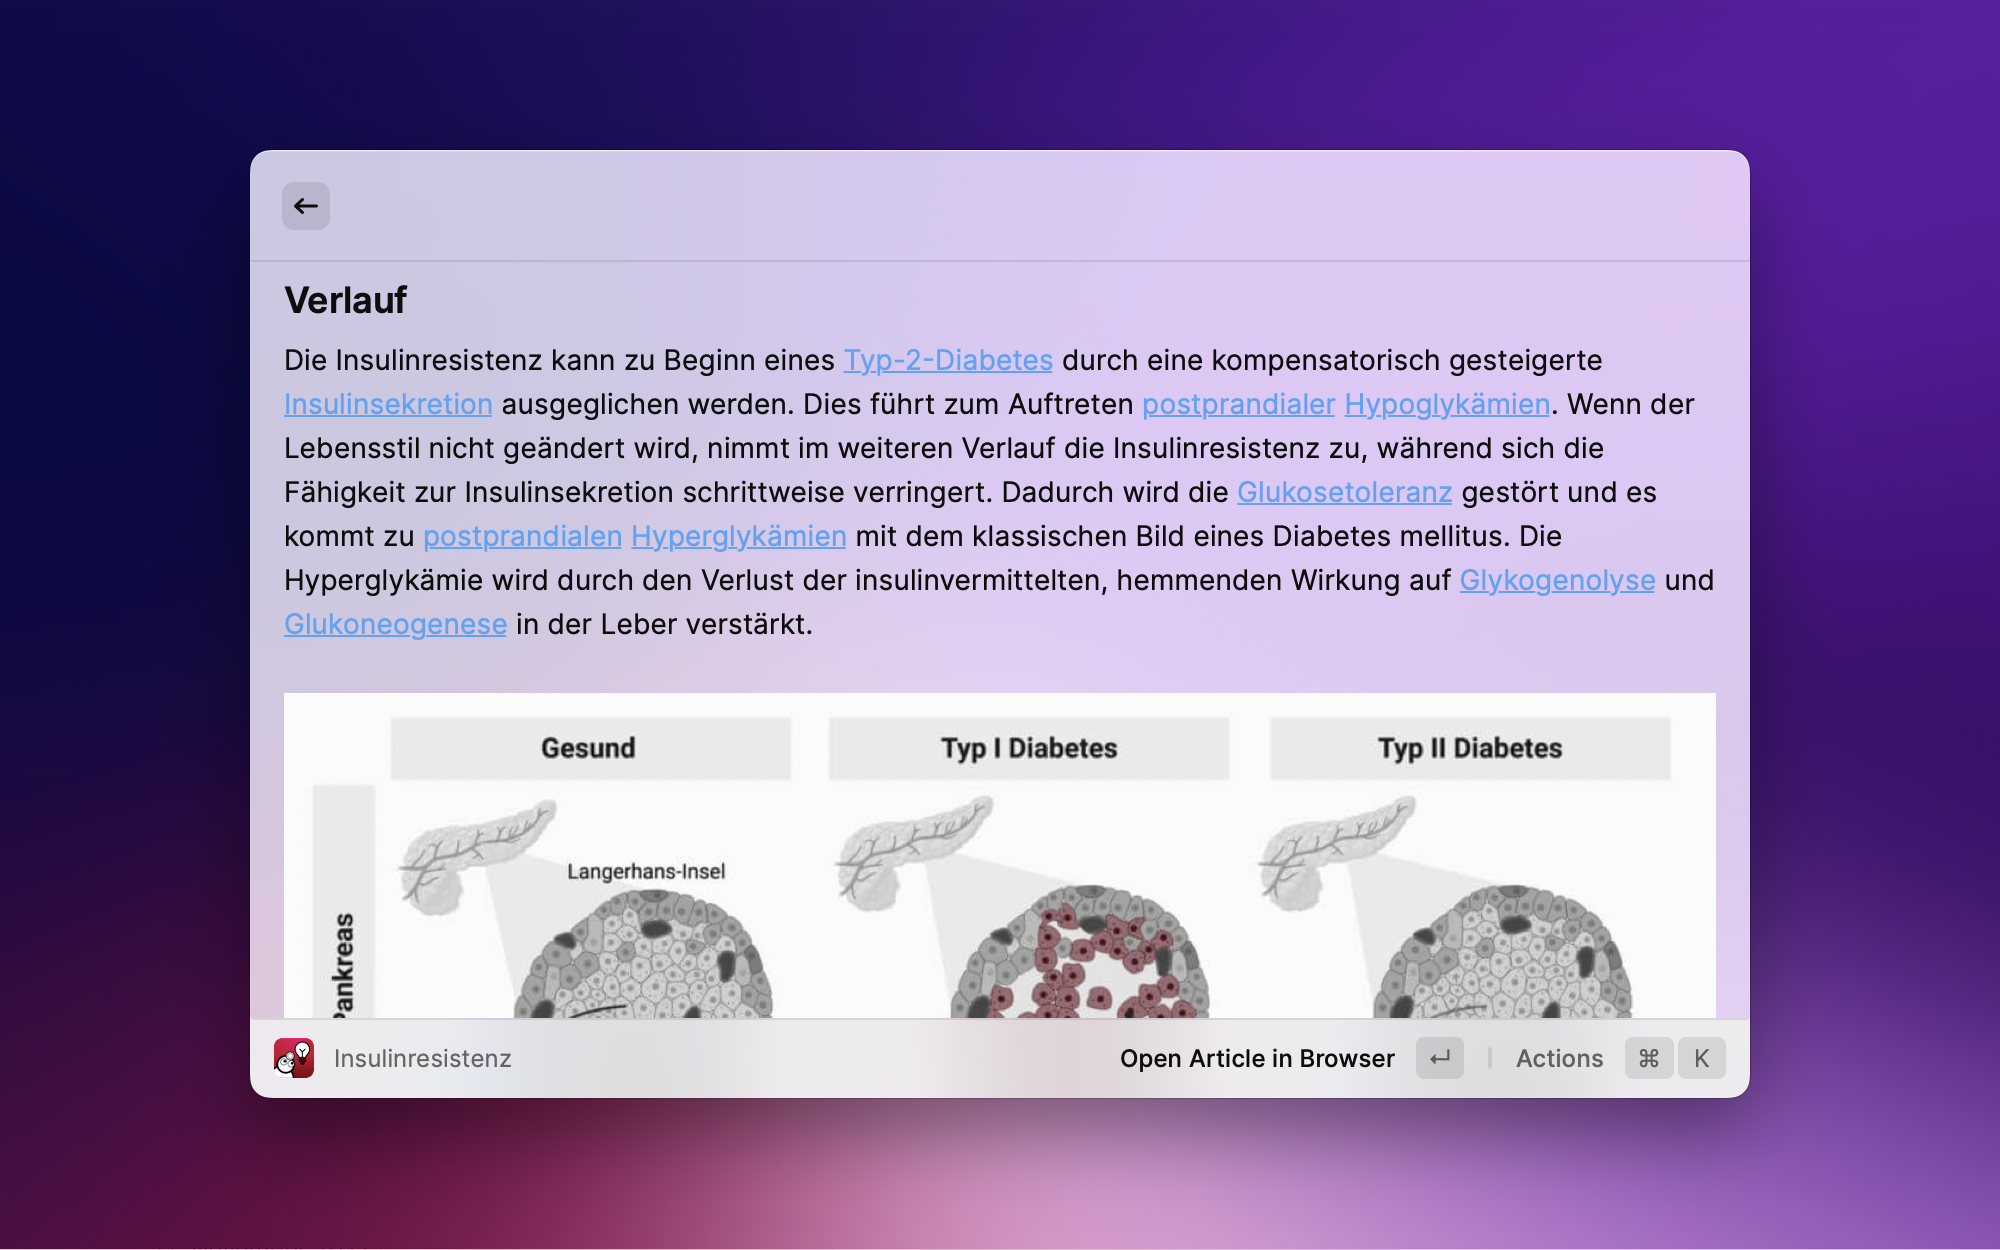 Verlauf
Die Insulinresistenz kann zu Beginn eines Typ-2-Diabetes durch eine kompensatorisch gesteigerte
Insulinsekretion ausgeglichen werden. Dies führt zum Auftreten postprandialer Hypoglykämien. Wenn der
Lebensstil nicht geändert wird, nimmt im weiteren Verlauf die Insulinresistenz zu, während sich die
Fähigkeit zur Insulinsekretion schrittweise verringert. Dadurch wird die Glukosetoleranz gestört und es
kommt zu postprandialen Hyperglykämien mit dem klassischen Bild eines Diabetes mellitus. Die
Hyperglykämie wird durch den Verlust der insulinvermittelten, hemmenden Wirkung auf Glykogenolyse und
Glukoneogenese in der Leber verstärkt.
Gesund
Typ I Diabetes
Typ II Diabetes
Langerhans-Insel
Pankreas
Insulinresistenz
Open Article in Browser
Actions
⌘ K